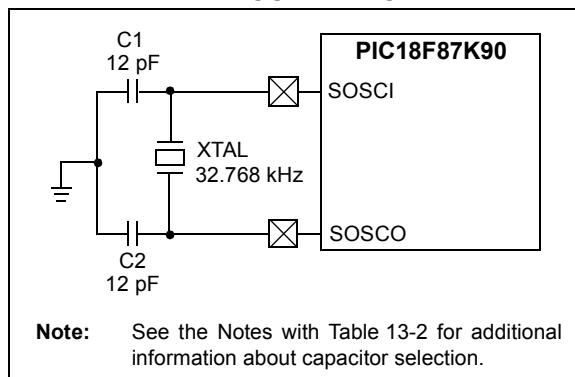 C1
12 pF
PIC18F87K90
SOSCI
XTAL
32.768 kHz
SOSCO
C2
12 pF
Note: See the Notes with Table 13-2 for additional
information about capacitor selection.